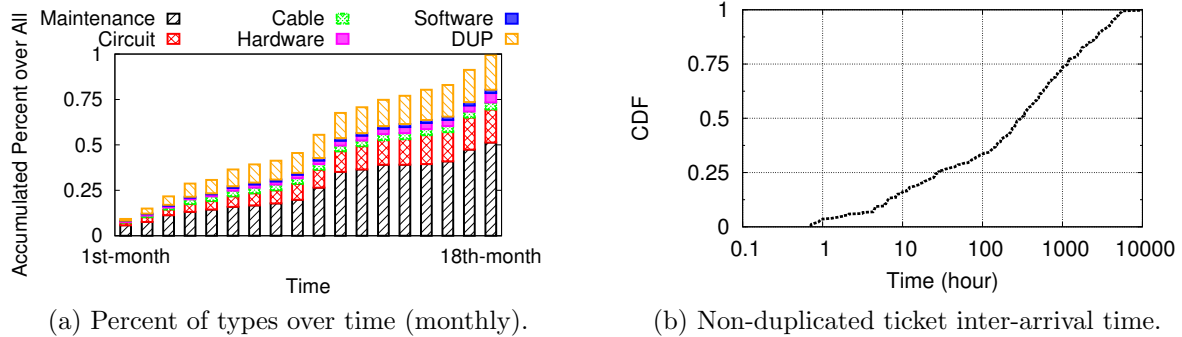 Maintenance Cable Software
Circuit Hardware DUP
Accumulated Percent over All
1
0.75
0.5
0.25
0
1st-month 18th-month
Time
(a) Percent of types over time (monthly).
CDF
1
0.75
0.5
0.25
0
0.1 1 10 100 1000 10000
Time (hour)
(b) Non-duplicated ticket inter-arrival time.